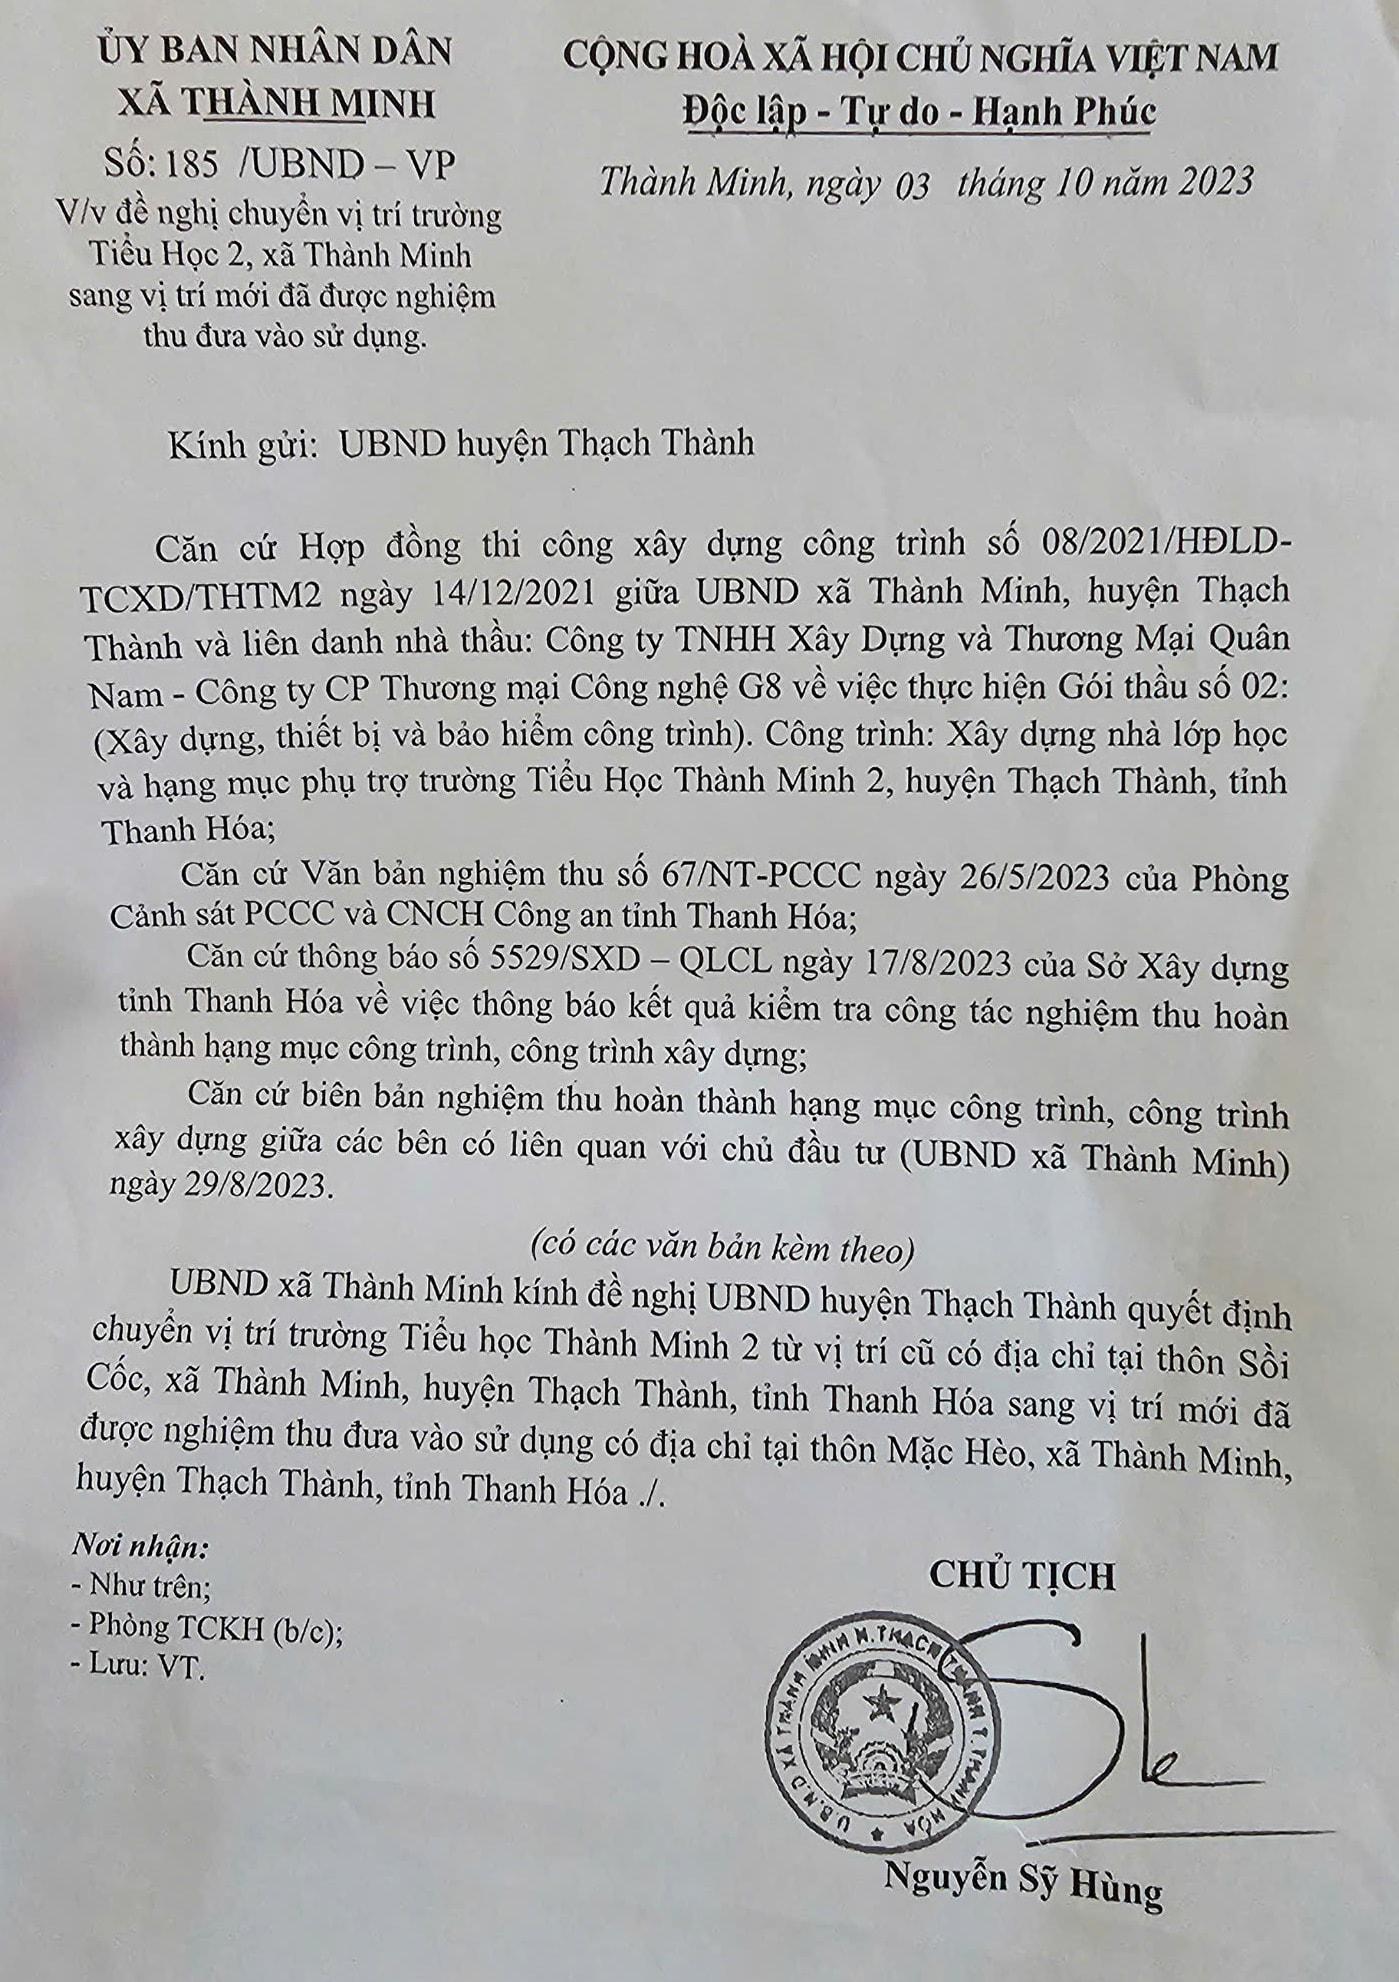 ỦY BAN NHÂN DÂN
XÃ THÀNH MINH
Số: 185 /UBND – VP
V/v đề nghị chuyển vị trí trường
Tiểu Học 2, xã Thành Minh
sang vị trí mới đã được nghiệm
thu đưa vào sử dụng.
CỘNG HOÀ XÃ HỘI CHỦ NGHĨA VIỆT NAM
Độc lập - Tự do - Hạnh Phúc
Thành Minh, ngày 03 tháng 10 năm 2023
Kính gửi: UBND huyện Thạch Thành
Căn cứ Hợp đồng thi công xây dựng công trình số 08/2021/HĐLD-
TCXD/THTM2 ngày 14/12/2021 giữa UBND xã Thành Minh, huyện Thạch
Thành và liên danh nhà thầu: Công ty TNHH Xây Dựng và Thương Mại Quân
Nam - Công ty CP Thương mại Công nghệ G8 về việc thực hiện Gói thầu số 02:
(Xây dựng, thiết bị và bảo hiểm công trình). Công trình: Xây dựng nhà lớp học
và hạng mục phụ trợ trường Tiểu Học Thành Minh 2, huyện Thạch Thành, tỉnh
Thanh Hóa;
Căn cứ Văn bản nghiệm thu số 67/NT-PCCC ngày 26/5/2023 của Phòng
Cảnh sát PCCC và CNCH Công an tỉnh Thanh Hóa;
Căn cứ thông báo số 5529/SXD – QLCL ngày 17/8/2023 của Sở Xây dựng
tỉnh Thanh Hóa về việc thông báo kết quả kiểm tra công tác nghiệm thu hoàn
thành hạng mục công trình, công trình xây dựng;
Căn cứ biên bản nghiệm thu hoàn thành hạng mục công trình, công trình
xây dựng giữa các bên có liên quan với chủ đầu tư (UBND xã Thành Minh)
ngày 29/8/2023.
(có các văn bản kèm theo)
UBND xã Thành Minh kính đề nghị UBND huyện Thạch Thành quyết định
chuyển vị trí trường Tiểu học Thành Minh 2 từ vị trí cũ có địa chỉ tại thôn Sồi
Cốc, xã Thành Minh, huyện Thạch Thành, tỉnh Thanh Hóa sang vị trí mới đã
được nghiệm thu đưa vào sử dụng có địa chỉ tại thôn Mặc Hèo, xã Thành Minh,
huyện Thạch Thành, tỉnh Thanh Hóa ./.
Nơi nhận:
- Như trên;
- Phòng TCKH (b/c);
- Lưu: VT.
CHỦ TỊCH
U.B.N.D XÃ THÀNH MINH H.THẠCH THÀNH T.THANH HÓA
Nguyễn Sỹ Hùng